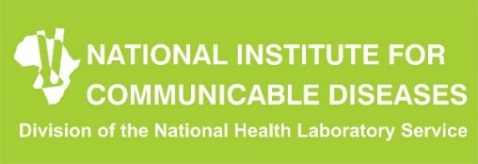 NATIONAL INSTITUTE FOR
COMMUNICABLE DISEASES
Division of the National Health Laboratory Service